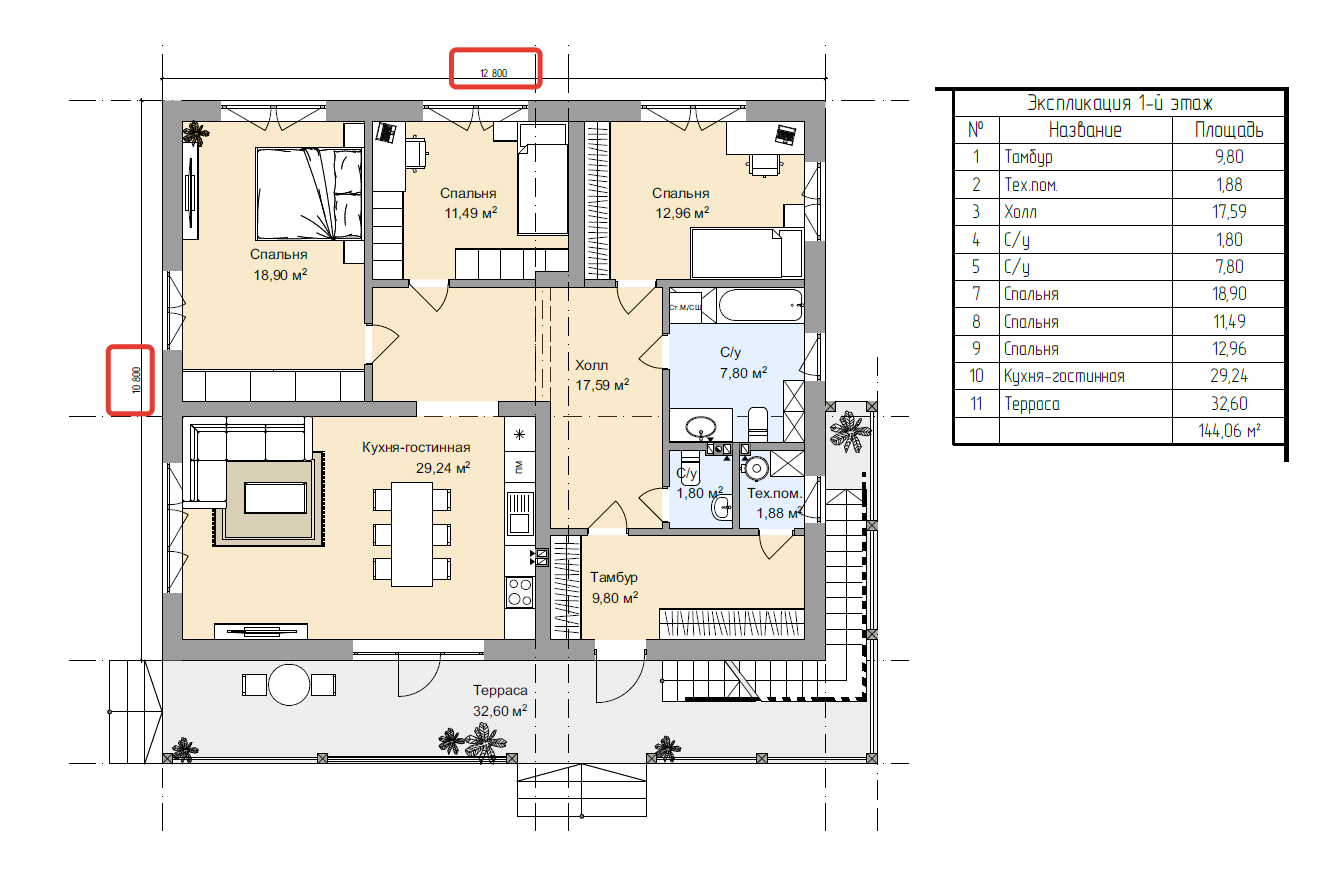 12 800
10 800
Спальня
18,90 м²
Спальня
11,49 м²
Спальня
12,96 м²
Ст.М/СШ
С/у
7,80 м²
Холл
17,59 м²
Кухня-гостинная
29,24 м²
ПМ
С/у
1,80 м²
Тех.пом.
1,88 м²
Тамбур
9,80 м²
Терраса
32,60 м²
Экспликация 1-й этаж
№ Название Площадь
1 Тамбур 9,80
2 Тех.пом. 1,88
3 Холл 17,59
4 С/у 1,80
5 С/у 7,80
7 Спальня 18,90
8 Спальня 11,49
9 Спальня 12,96
10 Кухня-гостинная 29,24
11 Терраса 32,60
144,06 м²